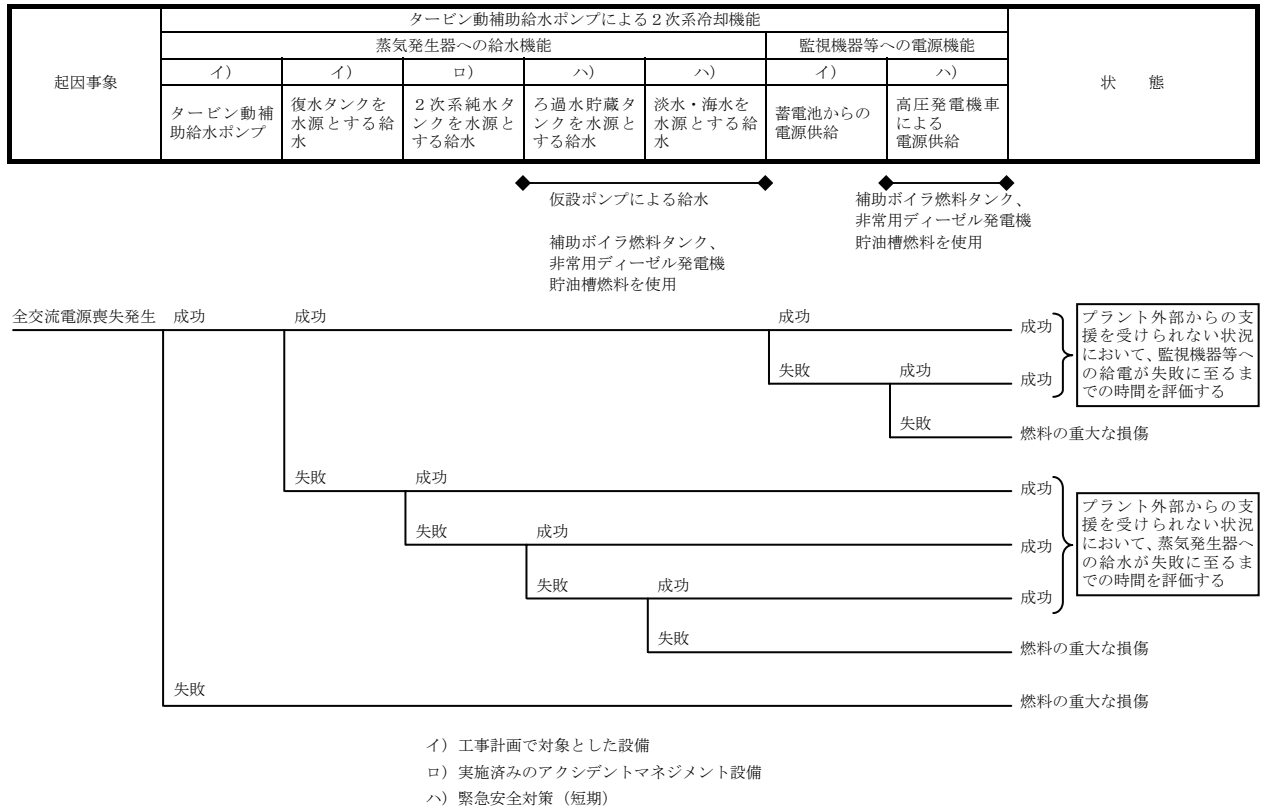 タービン動補助給水ポンプによる２次系冷却機能
蒸気発生器への給水機能
監視機器等への電源機能
起因事象
イ）
イ）
ロ）
ハ）
ハ）
イ）
ハ）
状　態
タービン動補
助給水ポンプ
復水タンクを
水源とする給
水
２次系純水タ
ンクを水源と
する給水
ろ過水貯蔵タ
ンクを水源と
する給水
淡水・海水を
水源とする給
水
蓄電池からの
電源供給
高圧発電機車
による
電源供給
仮設ポンプによる給水
補助ボイラ燃料タンク、
非常用ディーゼル発電機
貯油槽燃料を使用
補助ボイラ燃料タンク、
非常用ディーゼル発電機
貯油槽燃料を使用
全交流電源喪失発生
成功
成功
成功
成功
失敗
成功
成功
失敗
燃料の重大な損傷
プラント外部からの支
援を受けられない状況
において、監視機器等へ
の給電が失敗に至るま
での時間を評価する
失敗
成功
成功
失敗
成功
成功
失敗
成功
成功
失敗
燃料の重大な損傷
プラント外部からの支
援を受けられない状況
において、蒸気発生器へ
の給水が失敗に至るま
での時間を評価する
失敗
燃料の重大な損傷
イ）工事計画で対象とした設備
ロ）実施済みのアクシデントマネジメント設備
ハ）緊急安全対策（短期）